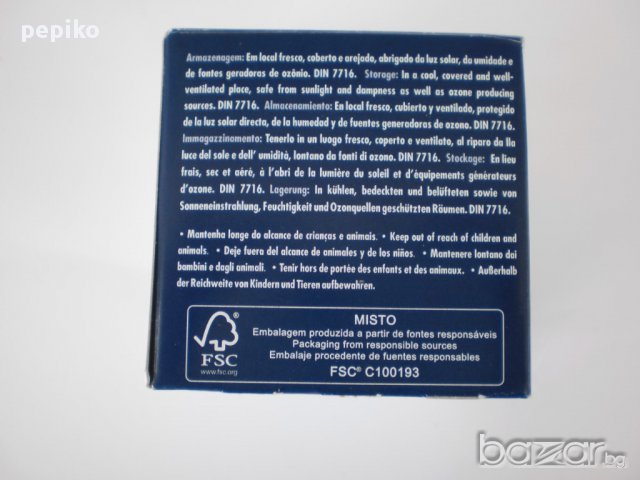 pepiko
Armazenagem: Em local fresco, coberto e arejado, abrigado da luz solar, da umidade e
de fontes geradoras de ozônio. DIN 7716. Storage: In a cool, covered and well-
ventilated place, safe from sunlight and dampness as well as ozone producing
sources. DIN 7716. Almacenamiento: En local fresco, cubierto y ventilado, protegido
de la luz solar directa, de la humedad y de fuentes generadoras de ozono. DIN 7716.
Immagazzinomento: Tenerlo in un luogo fresco, coperto e ventilato, al riparo da lla
luce del sole e dell' umidità, lontano da fonti di ozono. DIN 7716. Stockage: En lieu
frais, sec et aéré, à l'abri de la lumière du soleil et d'équipements générateurs
d'ozone. DIN 7716. Lagerung: In kühlen, bedeckten und belüfteten sowie von
Sonneneinstrahlung, Feuchtigkeit und Ozonquellen geschützten Räumen. DIN 7716.
• Mantenha longe do alcance de crianças e animais. • Keep out of reach of children and
animals. • Deje fuera del alcance de animales y de los niños. • Mantenere lontano dai
bambini e dagli animali. • Tenir hors de portée des enfants et des animaux. • Außerhalb
der Reichweite von Kindern und Tieren aufbewahren.
FSC
www.fsc.org
MISTO
Embalagem produzida a partir de fontes responsáveis
Packaging from responsible sources
Embalaje procedente de fuentes responsables
FSC® C100193
bazar.bg